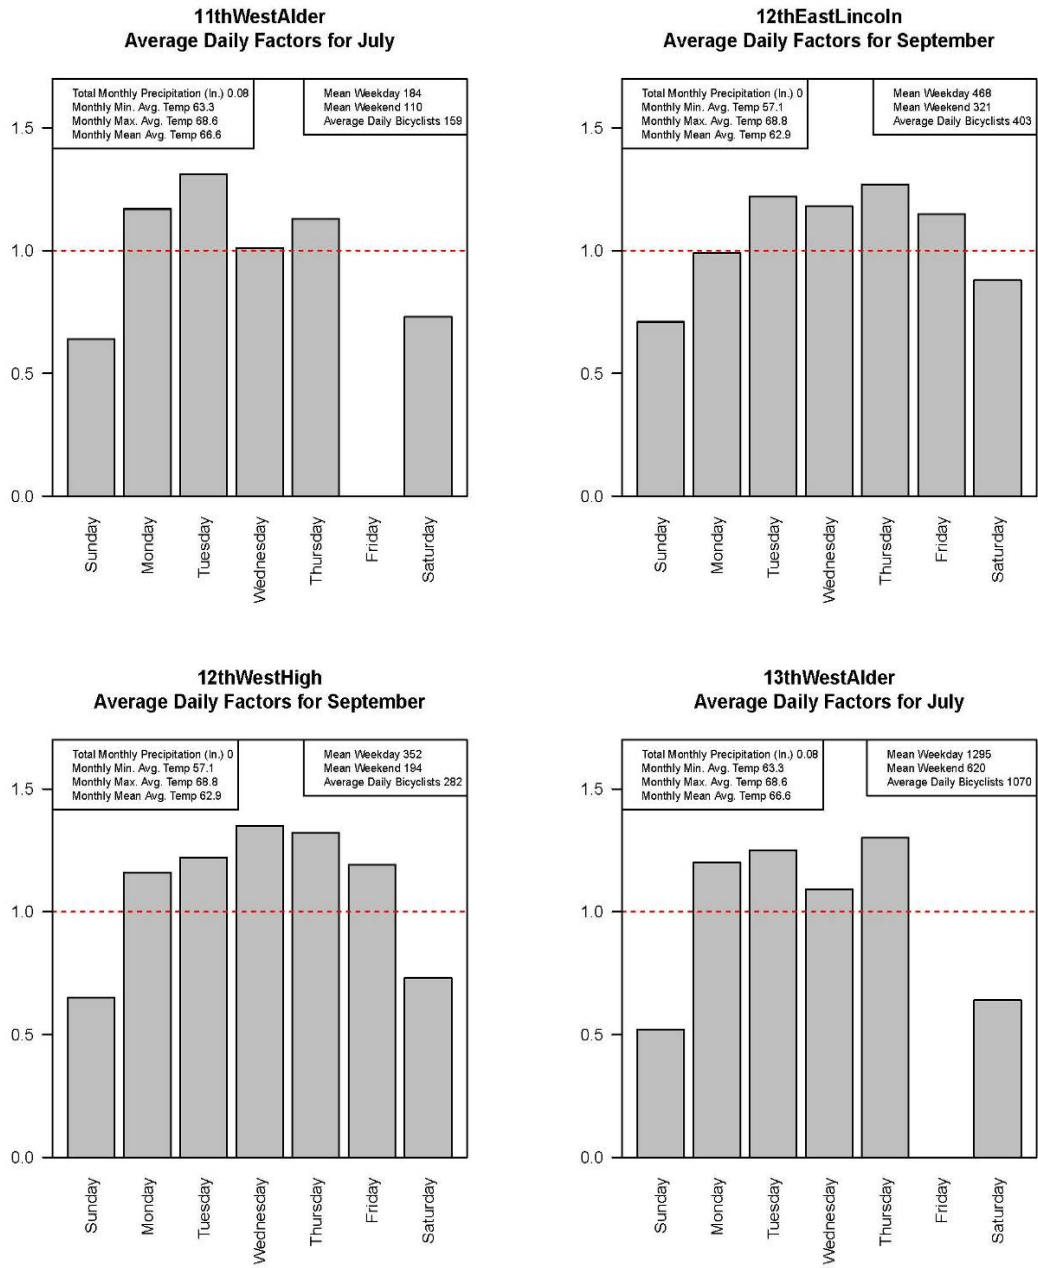 11thWestAlder
Average Daily Factors for July
Total Monthly Precipitation (In.) 0.08
Monthly Min. Avg. Temp 63.3
Monthly Max. Avg. Temp 68.6
Monthly Mean Avg. Temp 66.6
Mean Weekday 184
Mean Weekend 110
Average Daily Bicyclists 159
1.5
1.0
0.5
0.0
Sunday
Monday
Tuesday
Wednesday
Thursday
Friday
Saturday
12thEastLincoln
Average Daily Factors for September
Total Monthly Precipitation (In.) 0
Monthly Min. Avg. Temp 57.1
Monthly Max. Avg. Temp 68.8
Monthly Mean Avg. Temp 62.9
Mean Weekday 468
Mean Weekend 321
Average Daily Bicyclists 403
1.5
1.0
0.5
0.0
Sunday
Monday
Tuesday
Wednesday
Thursday
Friday
Saturday
12thWestHigh
Average Daily Factors for September
Total Monthly Precipitation (In.) 0
Monthly Min. Avg. Temp 57.1
Monthly Max. Avg. Temp 68.8
Monthly Mean Avg. Temp 62.9
Mean Weekday 352
Mean Weekend 194
Average Daily Bicyclists 282
1.5
1.0
0.5
0.0
Sunday
Monday
Tuesday
Wednesday
Thursday
Friday
Saturday
13thWestAlder
Average Daily Factors for July
Total Monthly Precipitation (In.) 0.08
Monthly Min. Avg. Temp 63.3
Monthly Max. Avg. Temp 68.6
Monthly Mean Avg. Temp 66.6
Mean Weekday 1295
Mean Weekend 620
Average Daily Bicyclists 1070
1.5
1.0
0.5
0.0
Sunday
Monday
Tuesday
Wednesday
Thursday
Friday
Saturday